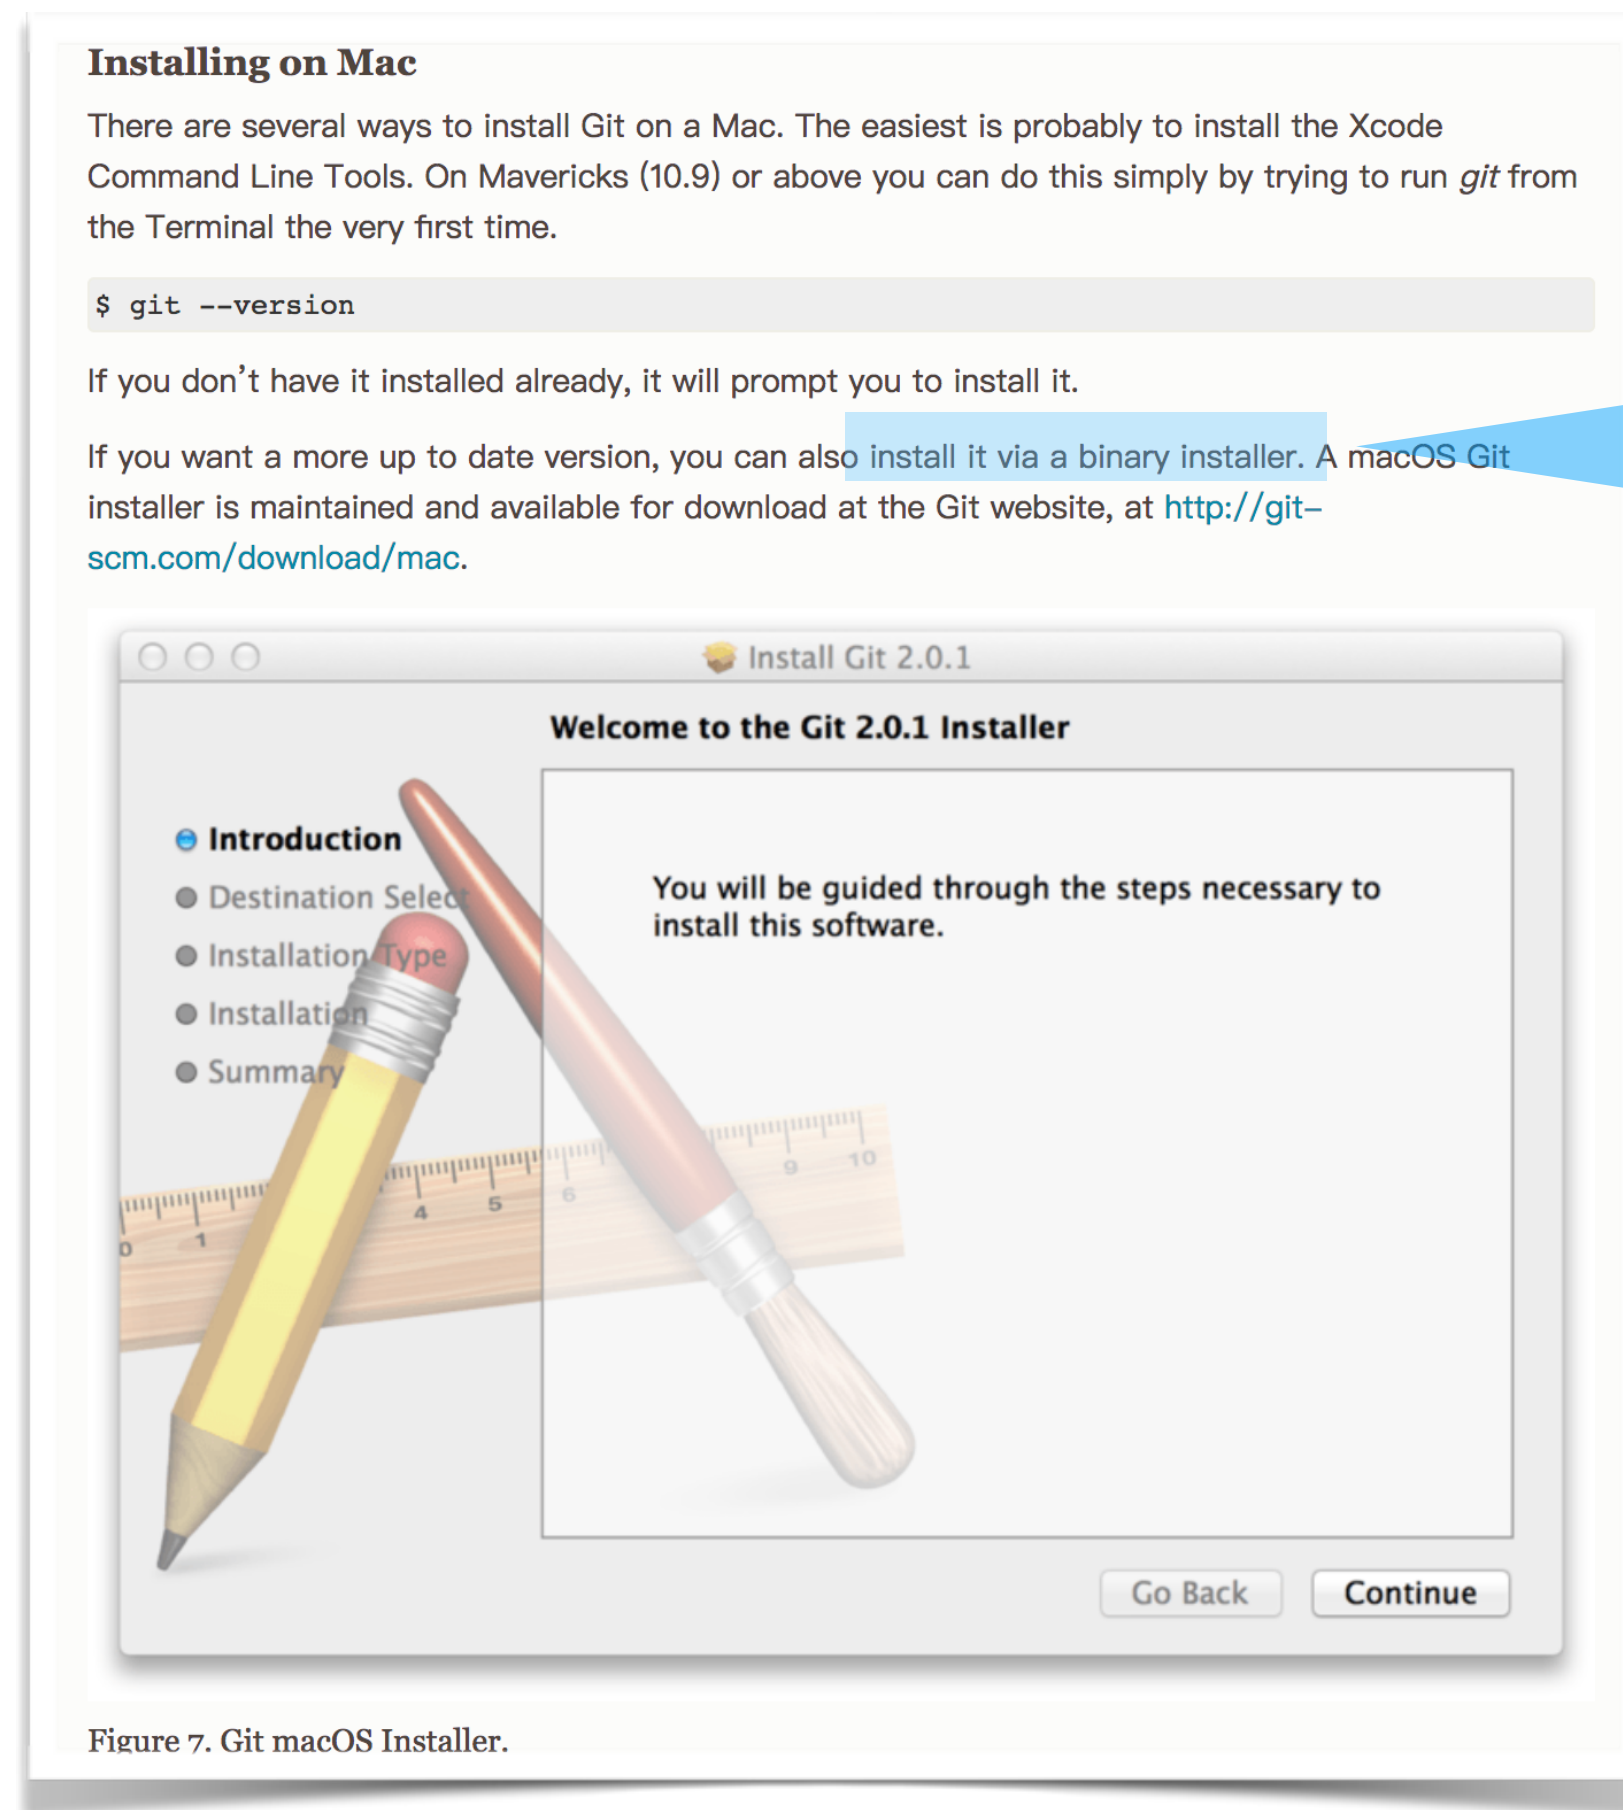 Installing on Mac
There are several ways to install Git on a Mac. The easiest is probably to install the Xcode
Command Line Tools. On Mavericks (10.9) or above you can do this simply by trying to run git from
the Terminal the very first time.
$ git --version
If you don’t have it installed already, it will prompt you to install it.
If you want a more up to date version, you can also install it via a binary installer. A macOS Git
installer is maintained and available for download at the Git website, at http://git-
scm.com/download/mac.
Install Git 2.0.1
Welcome to the Git 2.0.1 Installer
Introduction
Destination Select
Installation Type
Installation
Summary
You will be guided through the steps necessary to
install this software.
0 1 4 5 6 9 10
Go Back
Continue
Figure 7. Git macOS Installer.